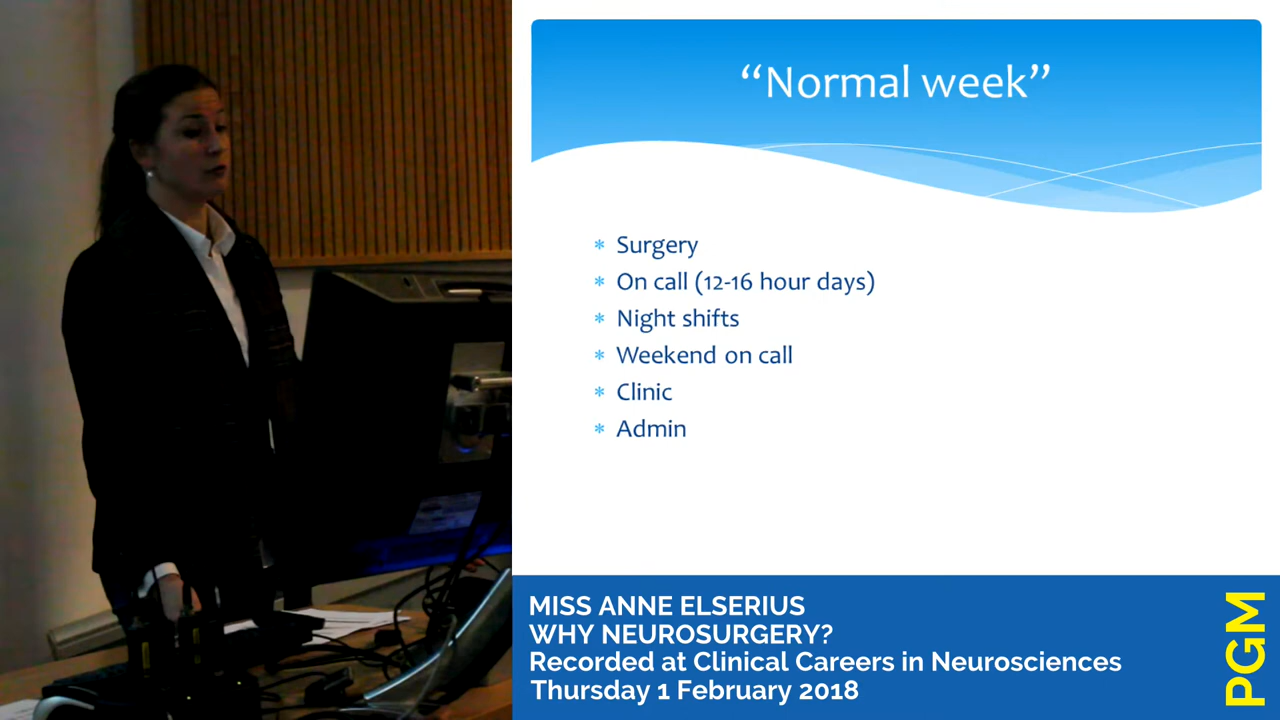 “Normal week”
* Surgery
* On call (12-16 hour days)
* Night shifts
* Weekend on call
* Clinic
* Admin
MISS ANNE ELSERIUS
WHY NEUROSURGERY?
Recorded at Clinical Careers in Neurosciences
Thursday 1 February 2018
PGM